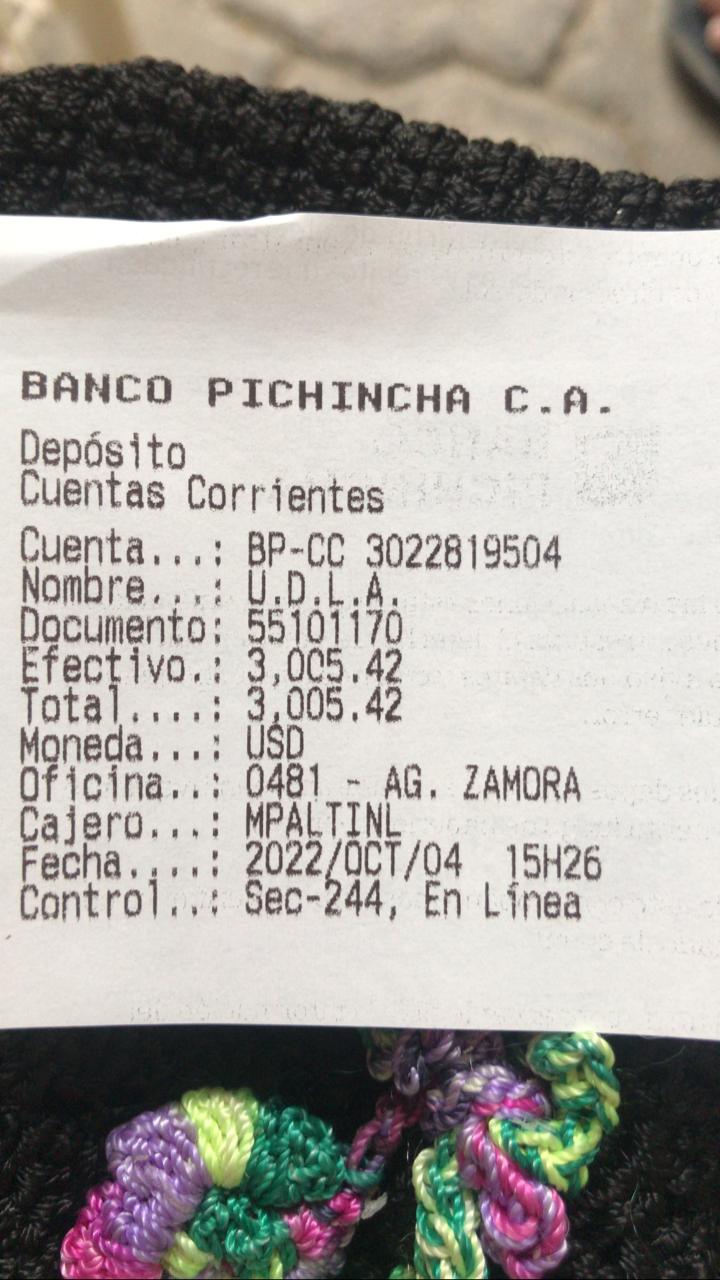 BANCO PICHINCHA C.A.
Depósito
Cuentas Corrientes
Cuenta...: BP-CC 3022819504
Nombre...: U.D.L.A.
Documento: 55101170
Efectivo.: 3,005.42
Total....: 3,005.42
Moneda...: USD
Oficina..: 0481 - AG. ZAMORA
Cajero...: MPALTINL
Fecha....: 2022/OCT/04 15H26
Control..: Sec-244, En Línea